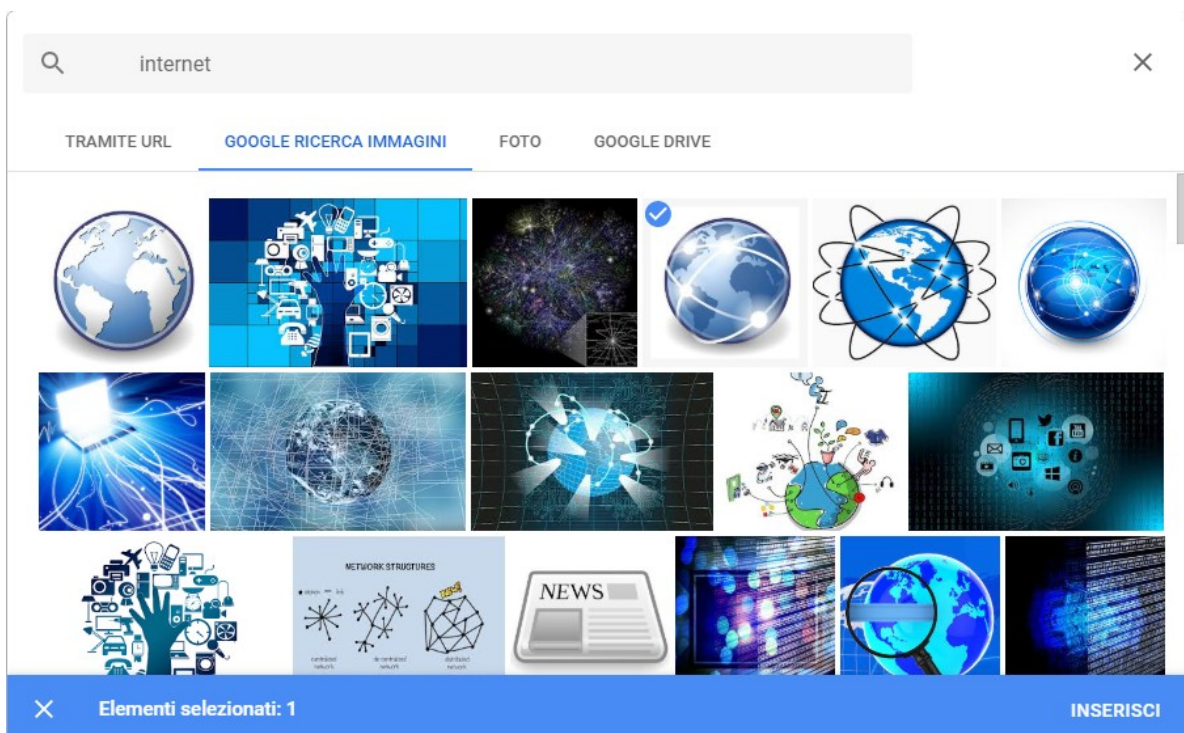 internet
TRAMITE URL
GOOGLE RICERCA IMMAGINI
FOTO
GOOGLE DRIVE
NETWORK STRUCTURES
NEWS
Elementi selezionati: 1
INSERISCI